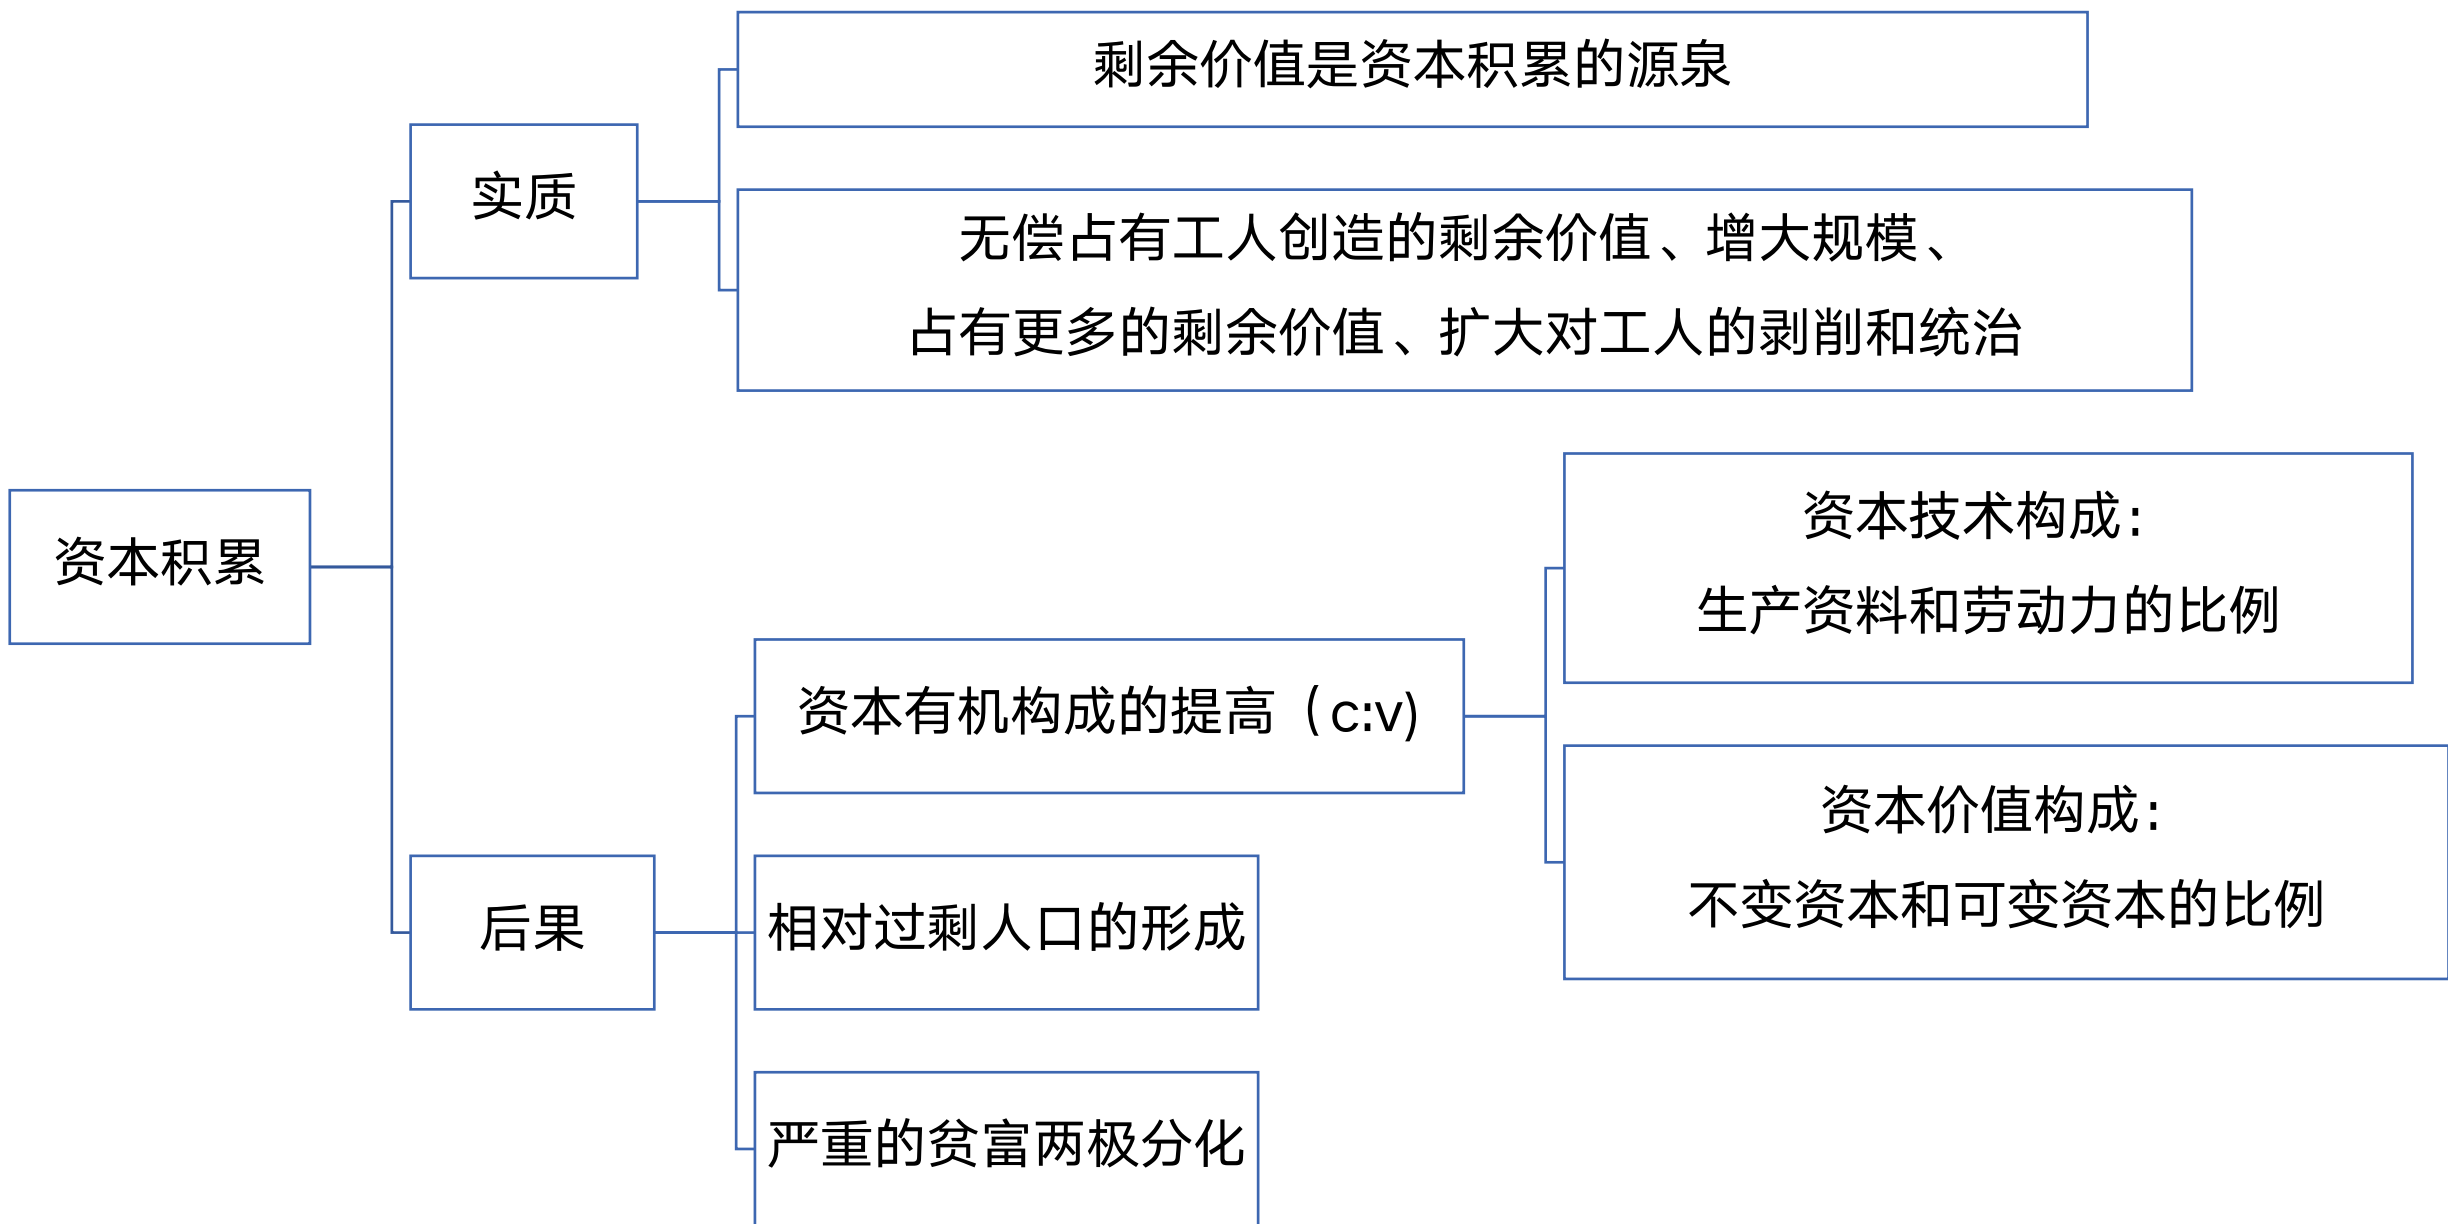 资本积累
实质
剩余价值是资本积累的源泉
无偿占有工人创造的剩余价值、增大规模、
占有更多的剩余价值、扩大对工人的剥削和统治
后果
资本有机构成的提高（c:v)
资本技术构成：
生产资料和劳动力的比例
资本价值构成：
不变资本和可变资本的比例
相对过剩人口的形成
严重的贫富两极分化